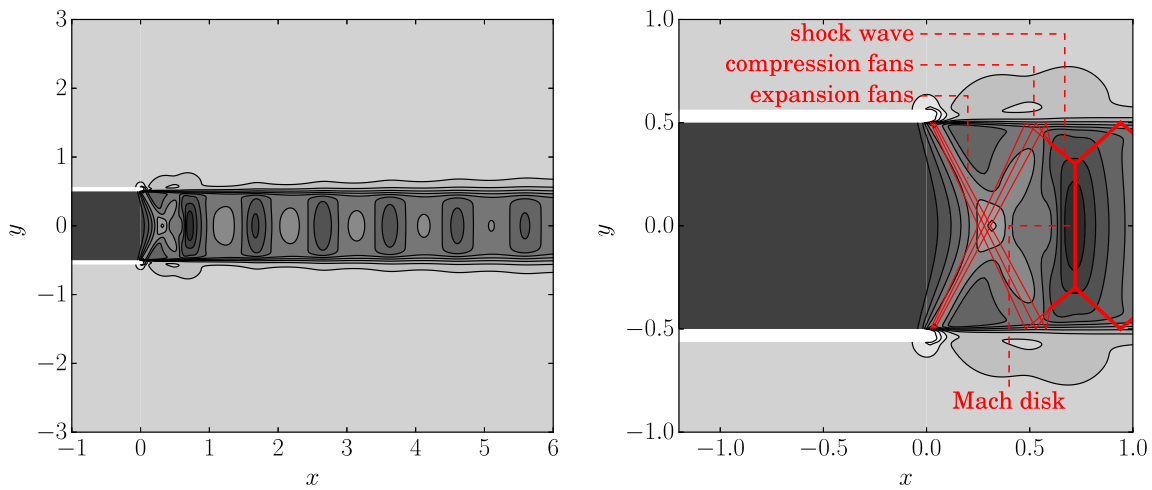 3
2
1
0
−1
−2
−3
y
−1 0 1 2 3 4 5 6
x
1.0
0.5
0.0
−0.5
−1.0
y
shock wave
compression fans
expansion fans
Mach disk
−1.0 −0.5 0.0 0.5 1.0
x